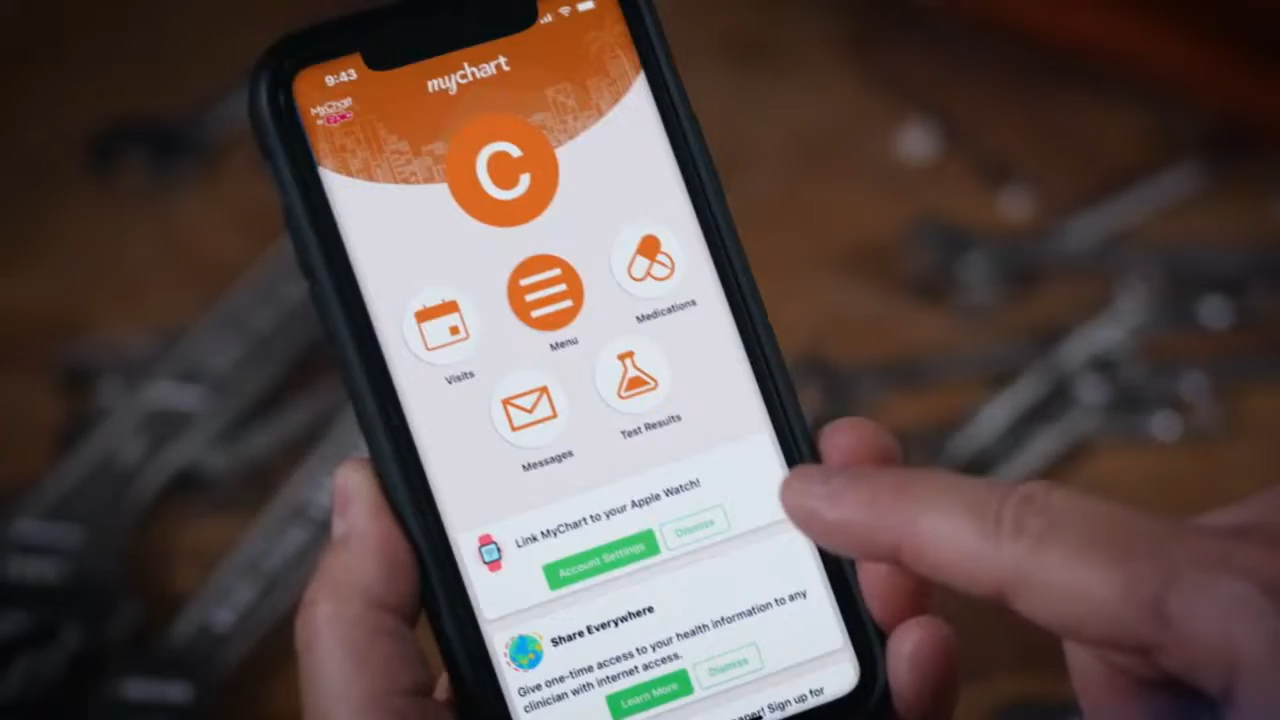 9:43
mychart
MyChart
by Epic
C
Medications
Menu
Visits
Test Results
Messages
Link MyChart to your Apple Watch!
Account Settings
Dismiss
Share Everywhere
Give one-time access to your health information to any
clinician with internet access.
Learn More
Dismiss
Sign up for